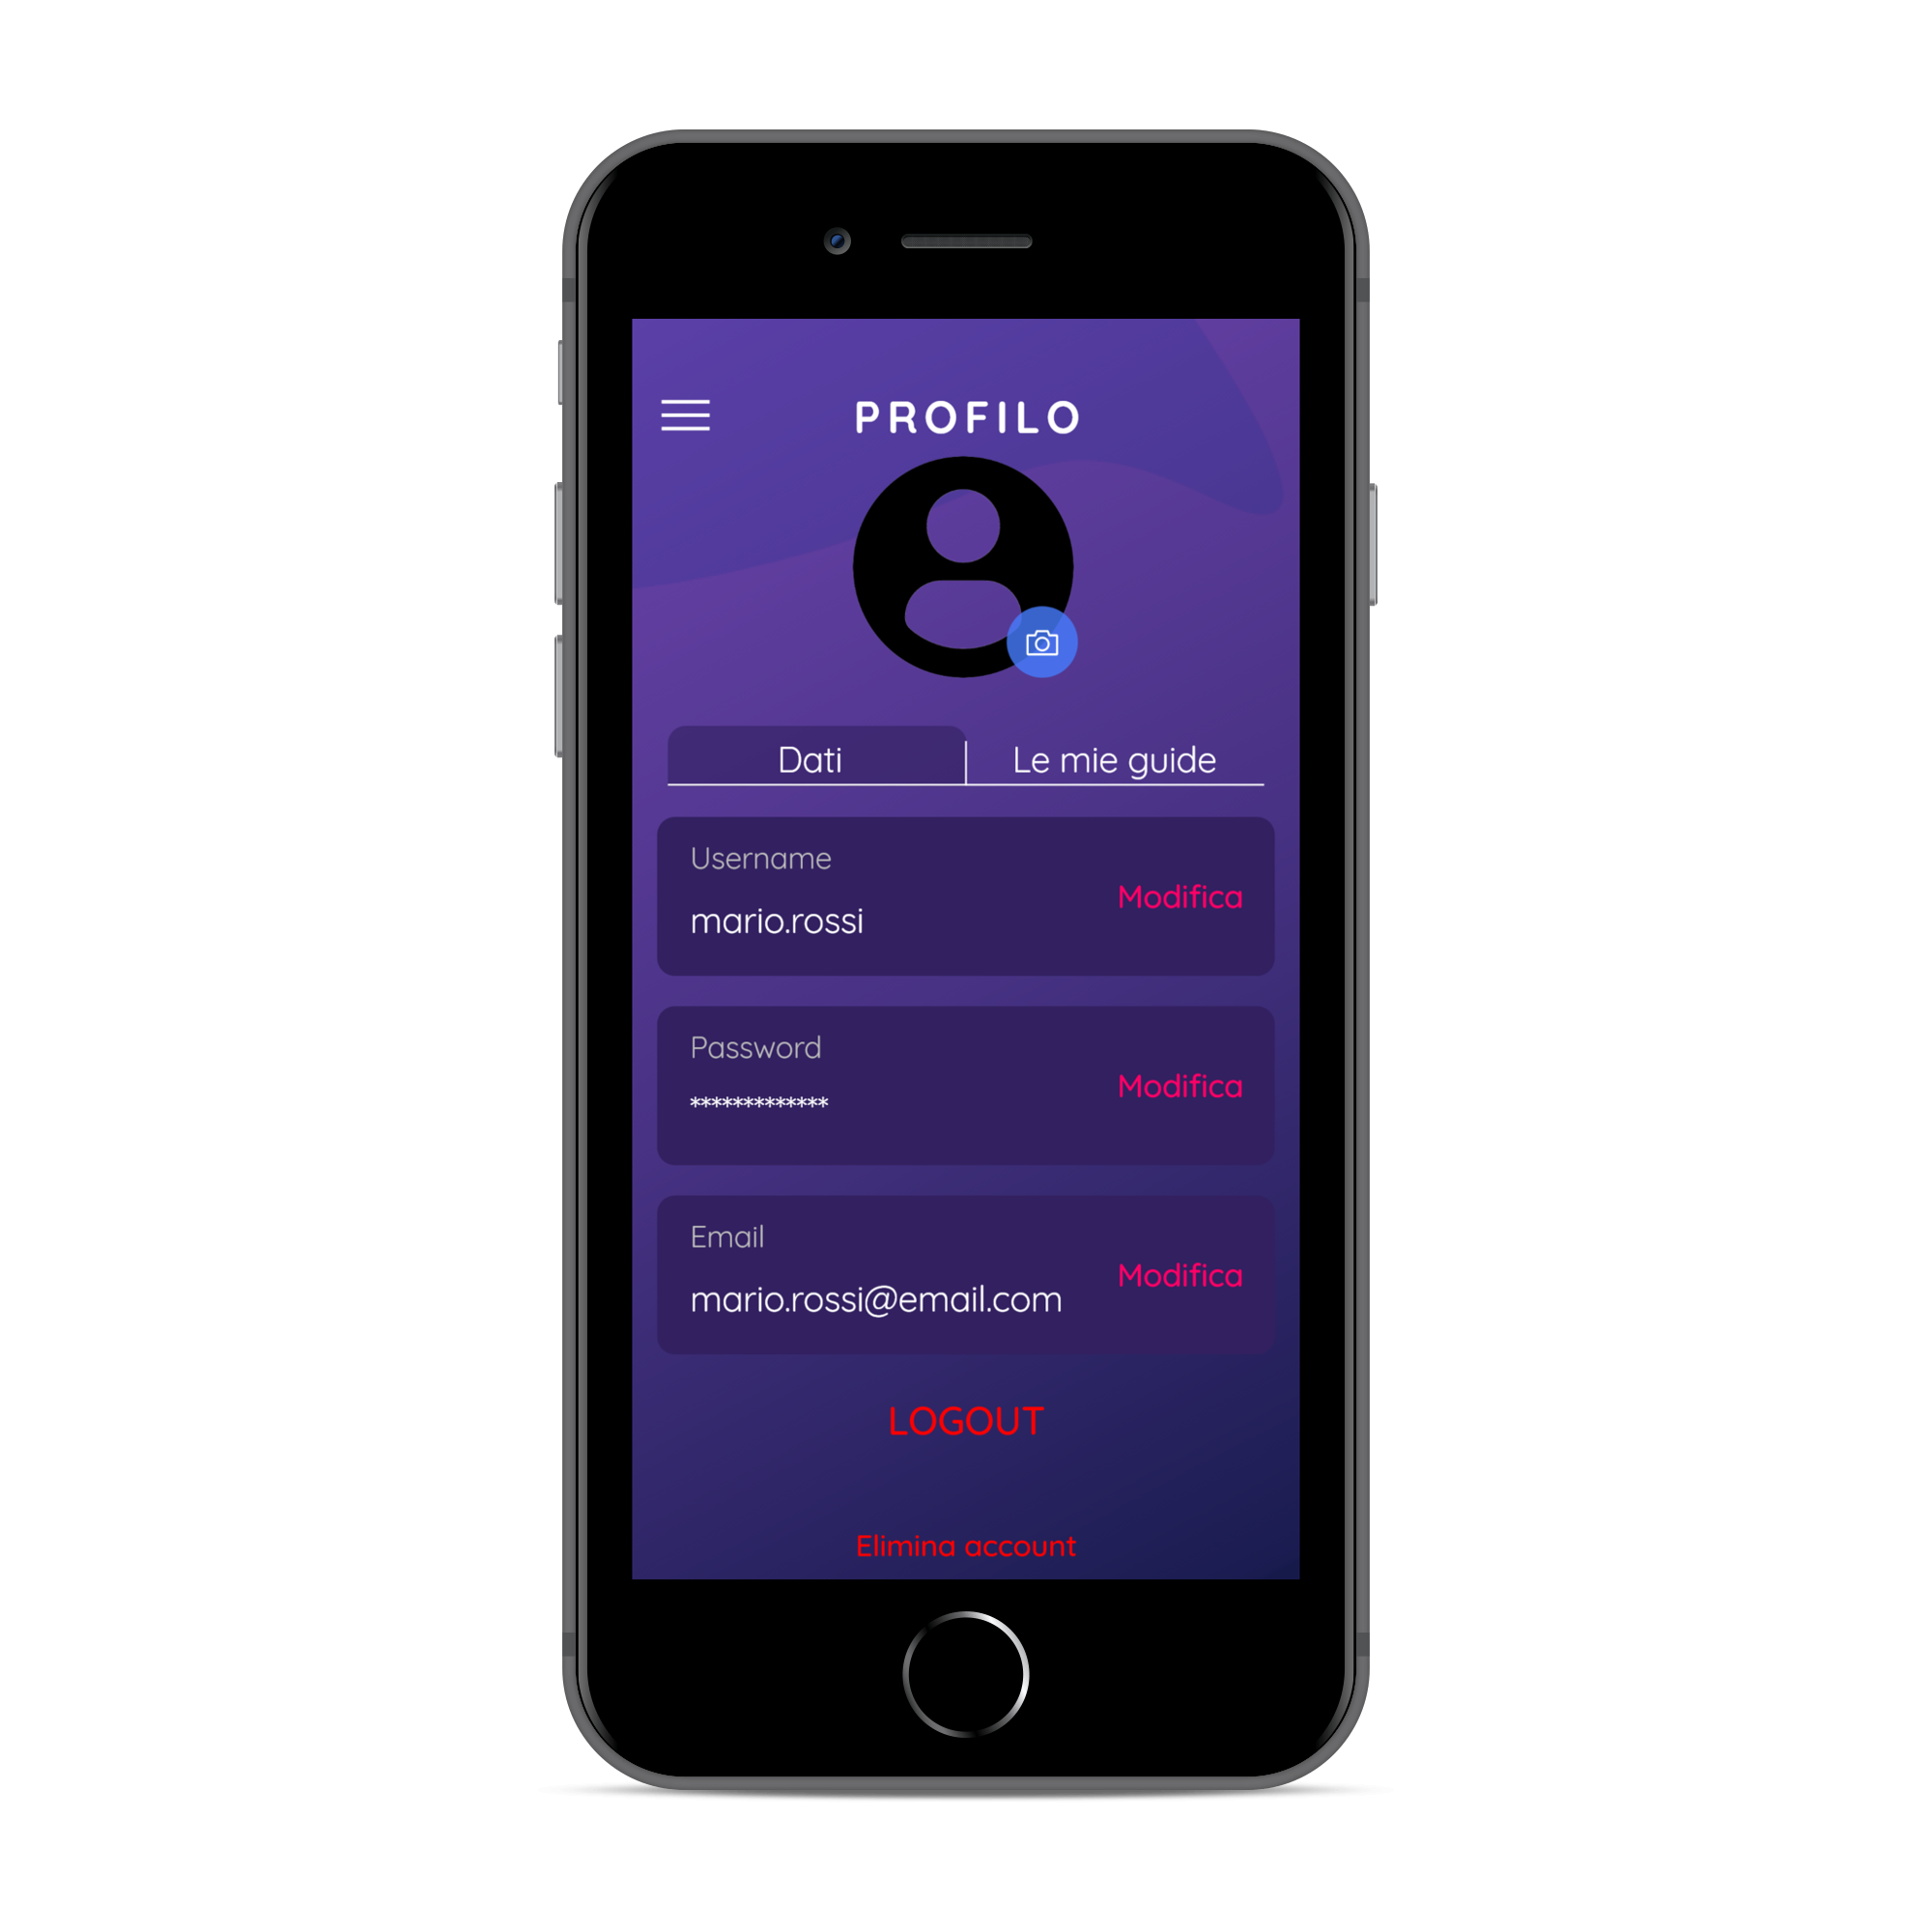 PROFILO
Dati
Le mie guide
Username
Modifica
mario.rossi
Password
Modifica
*************
Email
Modifica
mario.rossi@email.com
LOGOUT
Elimina account